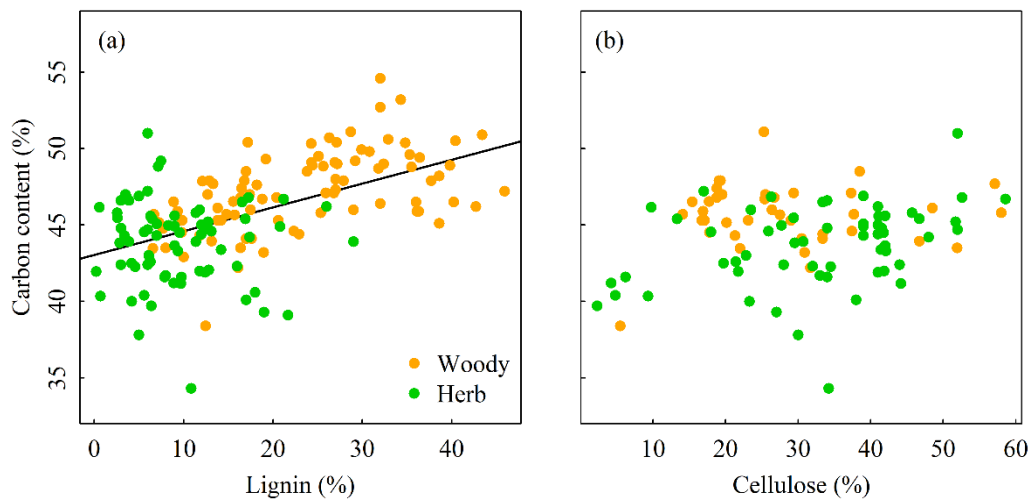 (a)
(b)
Carbon content (%)
55
50
45
40
35
Woody
Herb
0 10 20 30 40
10 20 30 40 50 60
Lignin (%)
Cellulose (%)